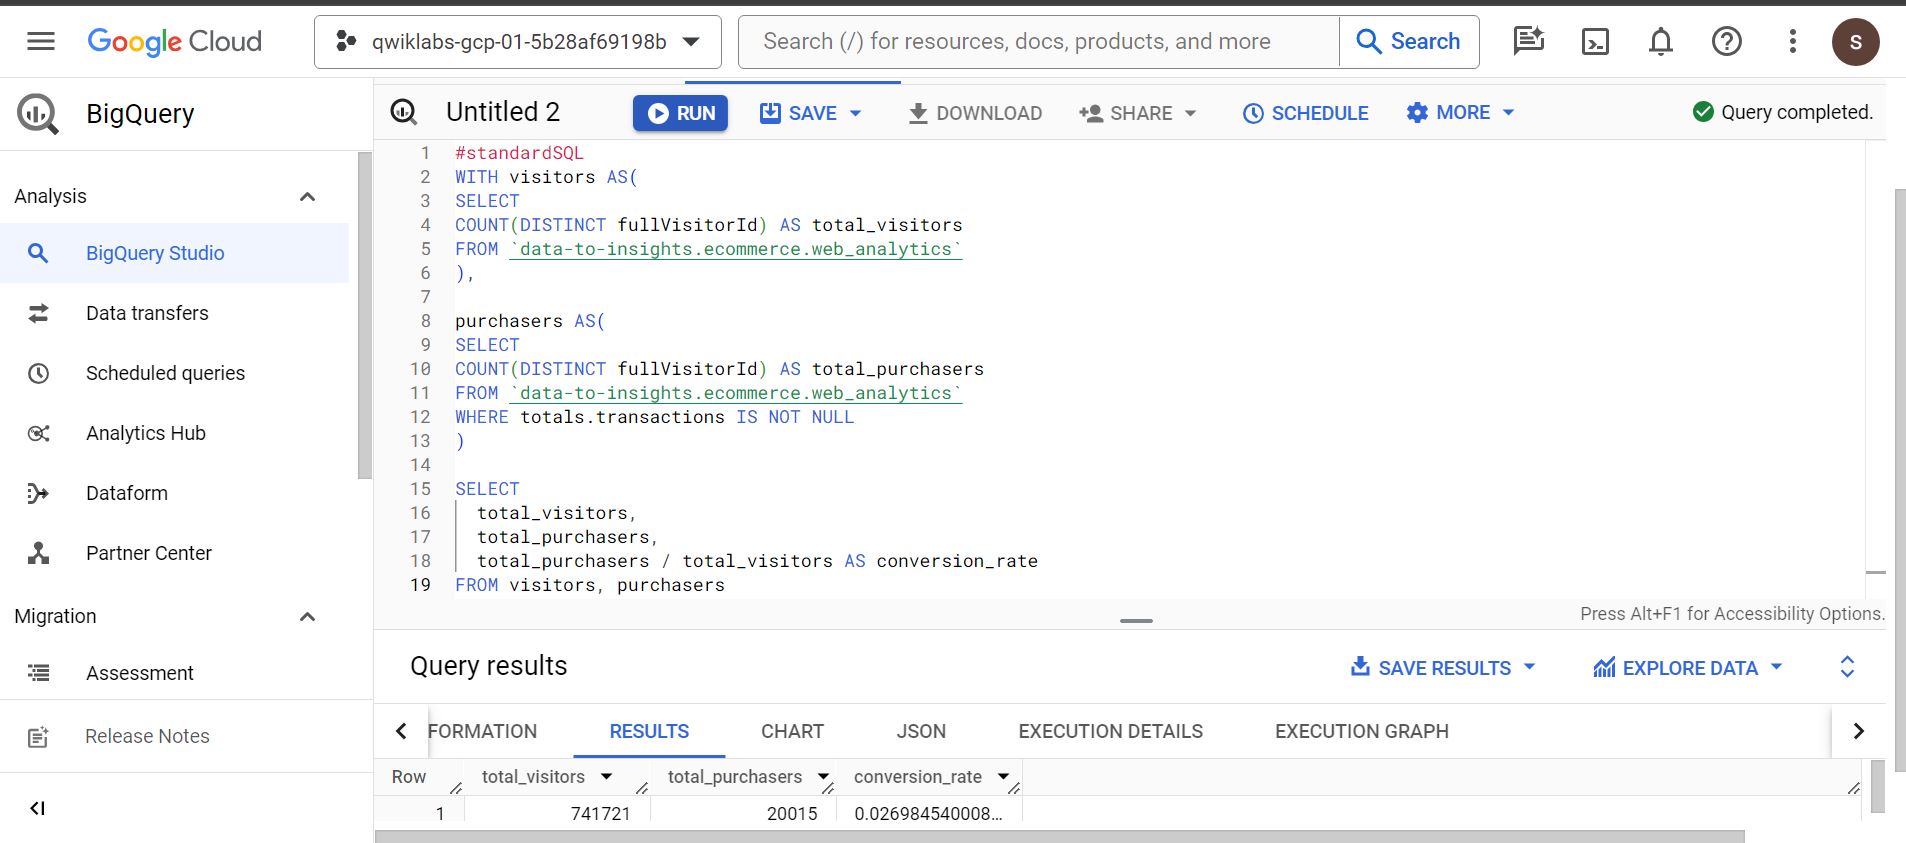 Google Cloud
qwiklabs-gcp-01-5b28af69198b
Search (/) for resources, docs, products, and more
Search
S
BigQuery
Untitled 2
RUN
SAVE
DOWNLOAD
SHARE
SCHEDULE
MORE
Query completed.
Analysis
BigQuery Studio
Data transfers
Scheduled queries
Analytics Hub
Dataform
Partner Center
Migration
Assessment
Release Notes
1 #standardSQL
2 WITH visitors AS(
3 SELECT
4 COUNT(DISTINCT fullVisitorId) AS total_visitors
5 FROM `data-to-insights.ecommerce.web_analytics`
6 ),
7
8 purchasers AS(
9 SELECT
10 COUNT(DISTINCT fullVisitorId) AS total_purchasers
11 FROM `data-to-insights.ecommerce.web_analytics`
12 WHERE totals.transactions IS NOT NULL
13 )
14
15 SELECT
16 total_visitors,
17 total_purchasers,
18 total_purchasers / total_visitors AS conversion_rate
19 FROM visitors, purchasers
Press Alt+F1 for Accessibility Options.
Query results
SAVE RESULTS
EXPLORE DATA
FORMATION
RESULTS
CHART
JSON
EXECUTION DETAILS
EXECUTION GRAPH
Row total_visitors total_purchasers conversion_rate
1 741721 20015 0.026984540008...